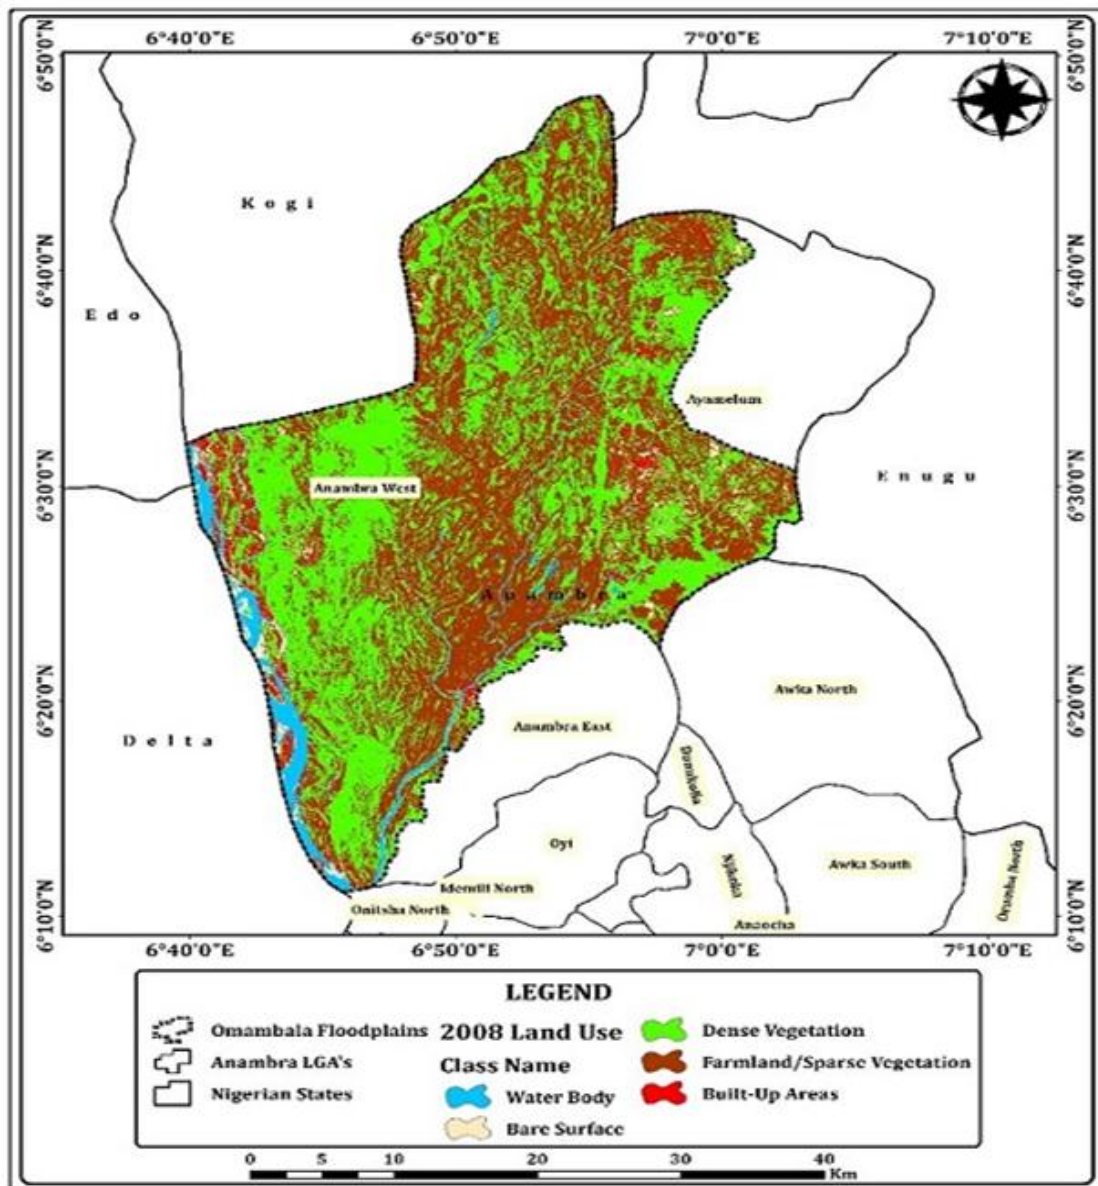 6°40'0"E 6°50'0"E 7°0'0"E 7°10'0"E
6°50'0"N 6°50'0"N
Kogi
6°40'0"N 6°40'0"N
Edo
Ayamelum
6°30'0"N 6°30'0"N
Enugu
Anambra West
Anambra
6°20'0"N 6°20'0"N
Awka North
Anambra East
Delta
Dunukofia
Oyi
Njikoka
Awka South
Idemili North
Onitsha North
Anaocha
6°10'0"N 6°10'0"N
6°40'0"E 6°50'0"E 7°0'0"E 7°10'0"E
LEGEND
Omambala Floodplains
Anambra LGA's
Nigerian States
2008 Land Use
Class Name
Water Body
Bare Surface
Dense Vegetation
Farmland/Sparse Vegetation
Built-Up Areas
0 5 10 20 30 40
Km